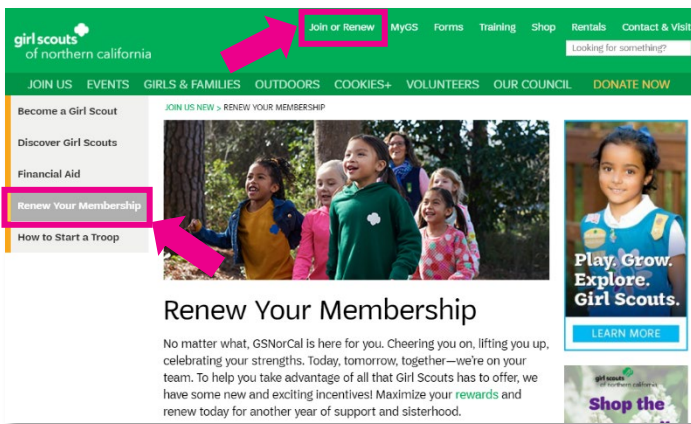 girl scouts
of northern california
Join or Renew MyGS Forms Training Shop Rentals Contact & Visit
Looking for something?
JOIN US EVENTS GIRLS & FAMILIES OUTDOORS COOKIES+ VOLUNTEERS OUR COUNCIL DONATE NOW
Become a Girl Scout
Discover Girl Scouts
Financial Aid
Renew Your Membership
How to Start a Troop
JOIN US NEW > RENEW YOUR MEMBERSHIP
Renew Your Membership
No matter what, GSNorCal is here for you. Cheering you on, lifting you up,
celebrating your strengths. Today, tomorrow, together—we're on your
team. To help you take advantage of all that Girl Scouts has to offer, we
have some new and exciting incentives! Maximize your rewards and
renew today for another year of support and sisterhood.
Play. Grow.
Explore.
Girl Scouts.
LEARN MORE
girl scouts
of northern california
Shop the